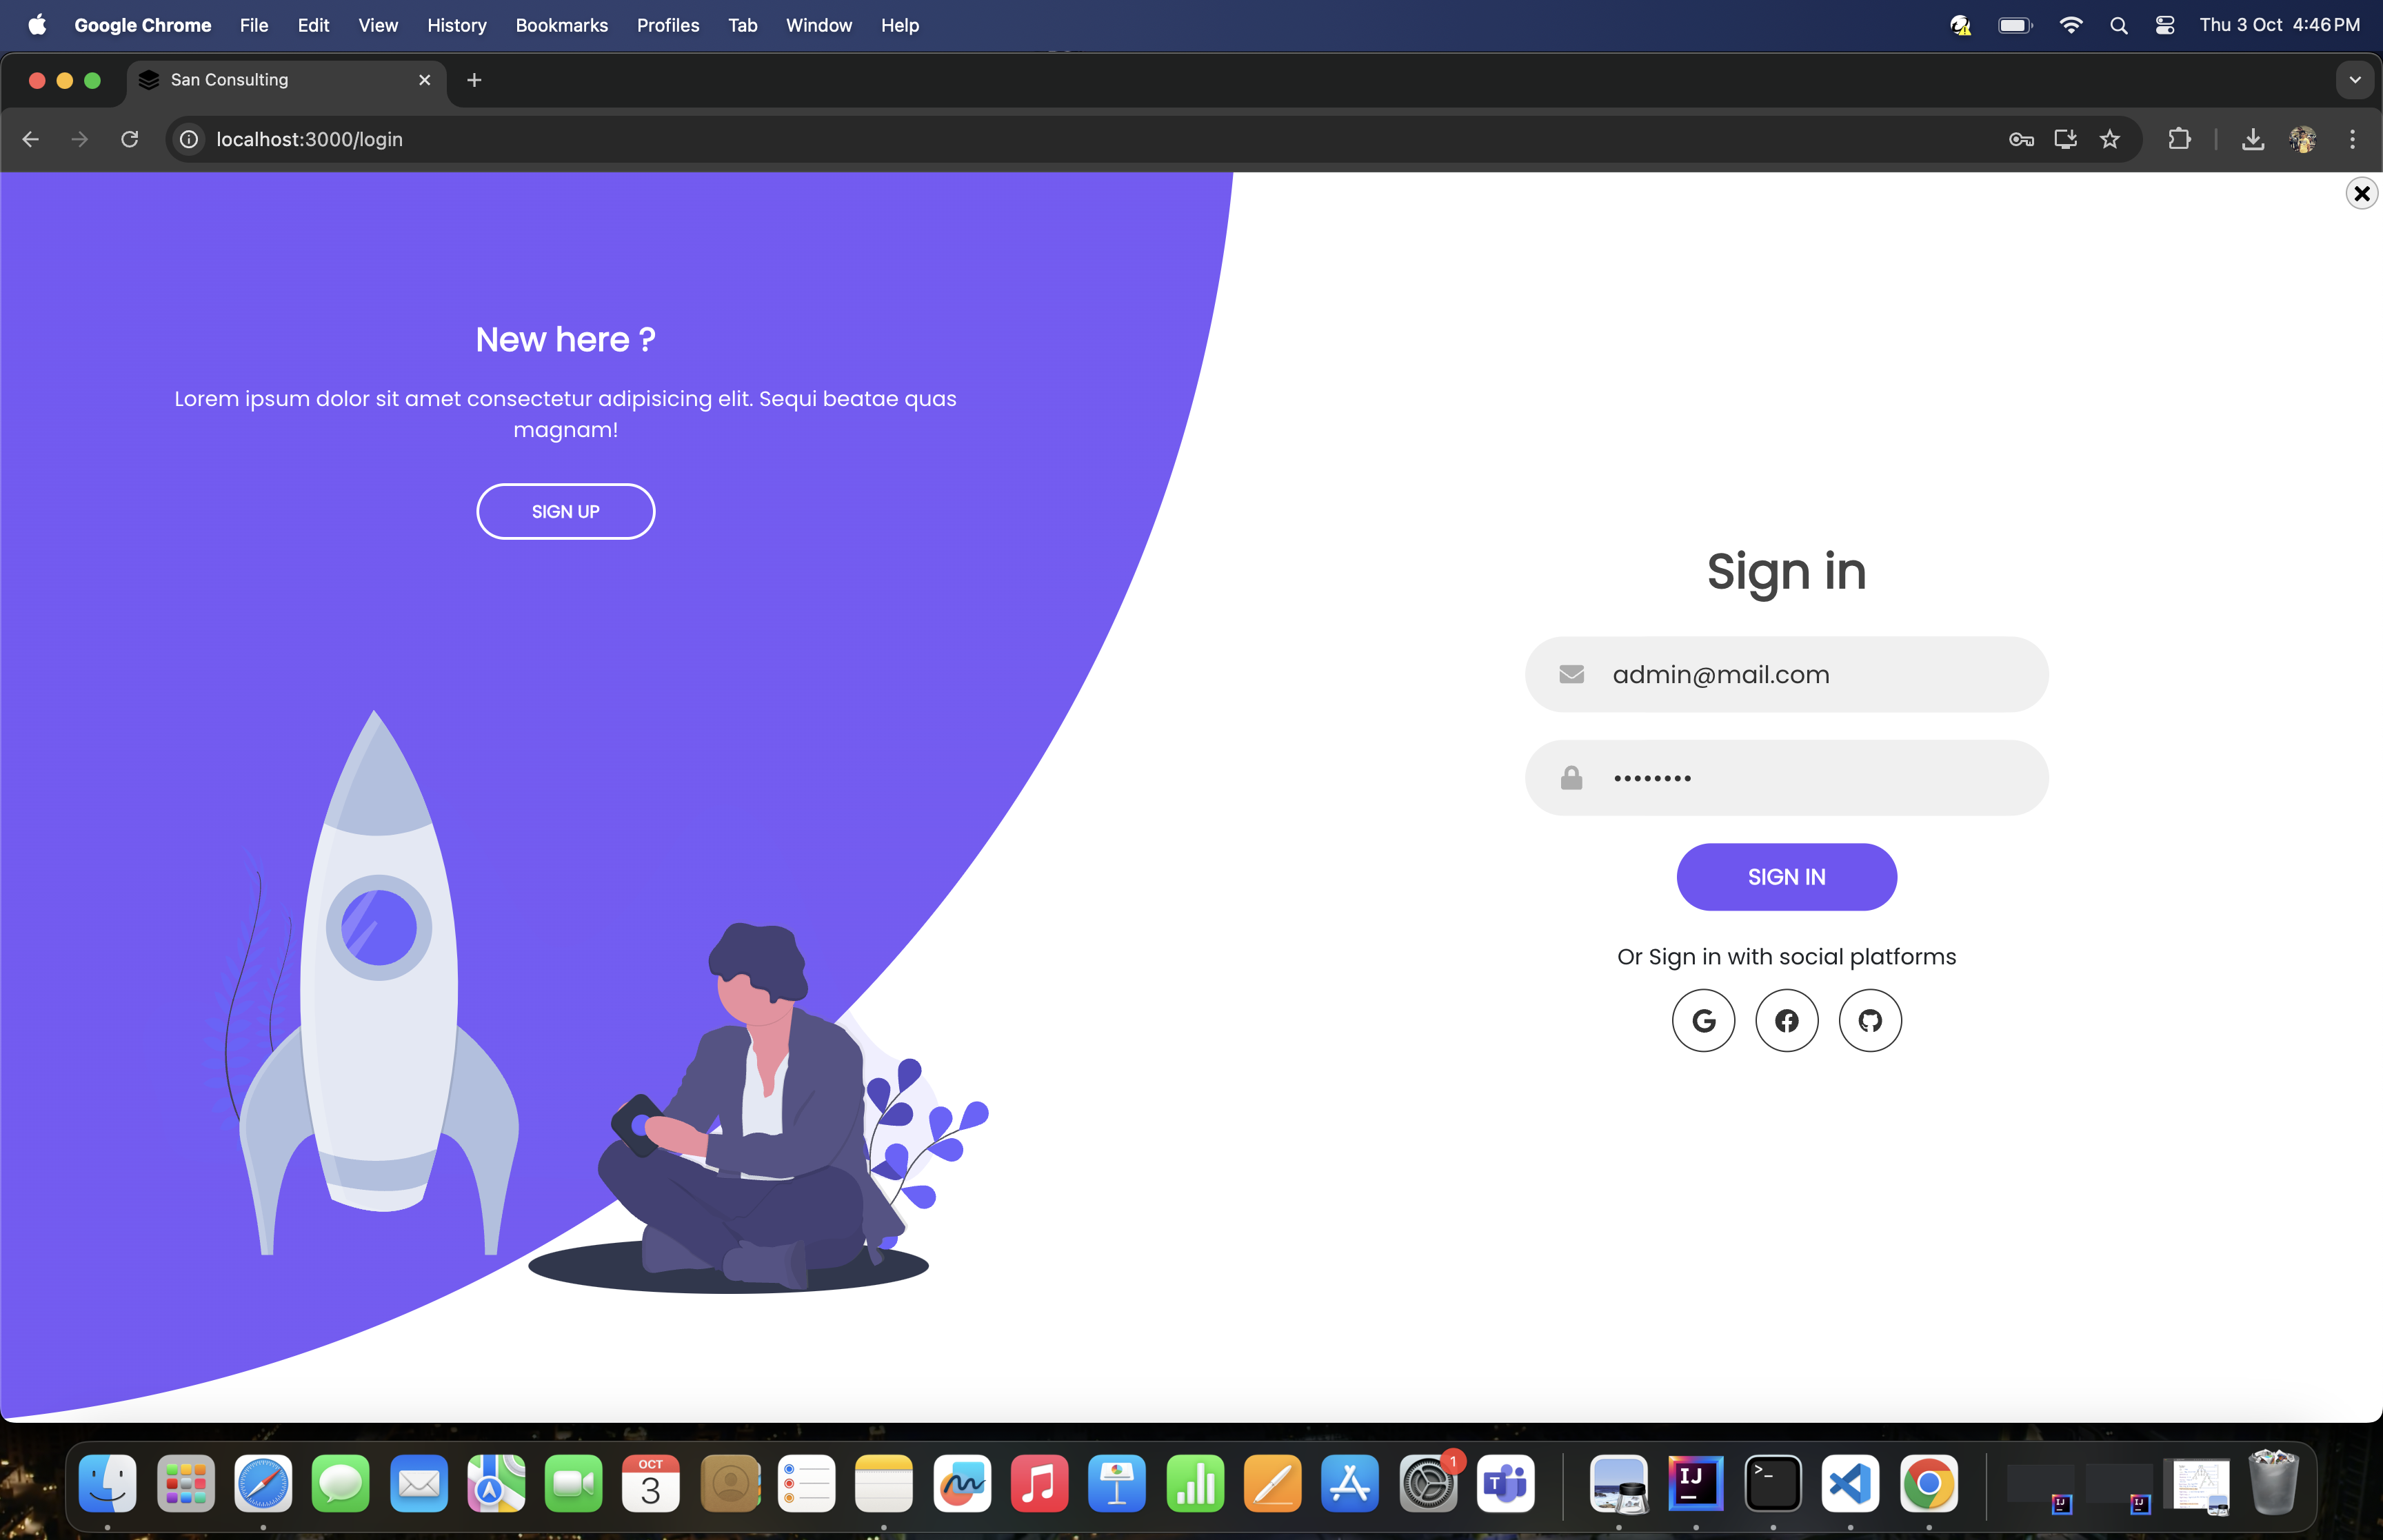 Google Chrome File Edit View History Bookmarks Profiles Tab Window Help Thu 3 Oct 4:46 PM
San Consulting
localhost:3000/login
New here ?
Lorem ipsum dolor sit amet consectetur adipisicing elit. Sequi beatae quas
magnam!
SIGN UP
Sign in
admin@mail.com
••••••••
SIGN IN
Or Sign in with social platforms
OCT
3
1
T
IJ
>_
IJ
IJ